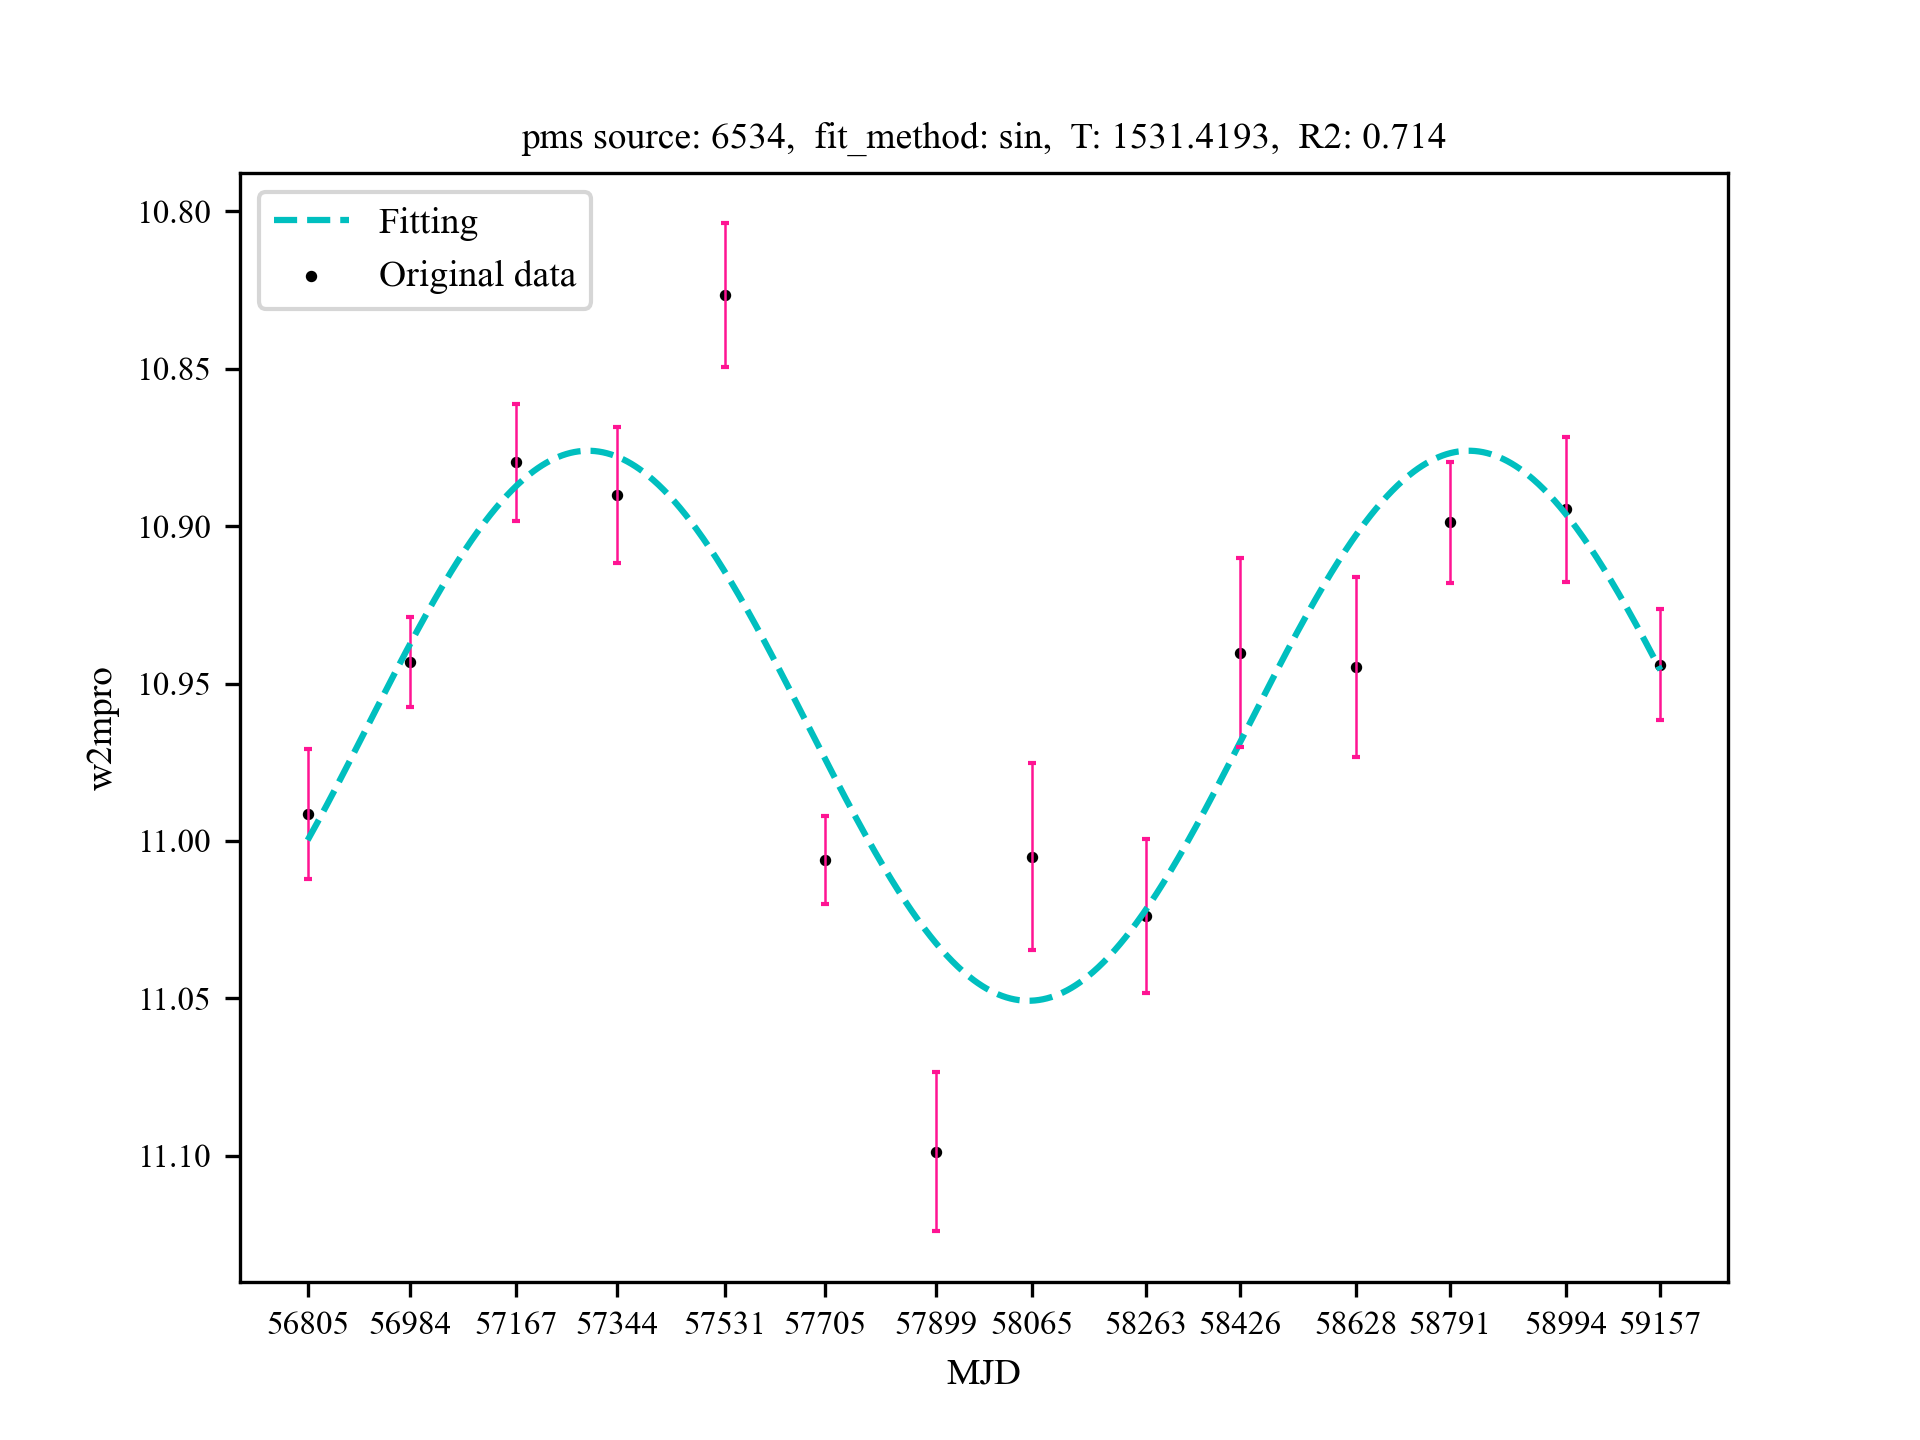 pms source: 6534,  fit_method: sin,  T: 1531.4193,  R2: 0.714
Fitting
Original data
10.80
10.85
10.90
10.95
11.00
11.05
11.10
w2mpro
56805 56984 57167 57344 57531 57705 57899 58065 58263 58426 58628 58791 58994 59157
MJD